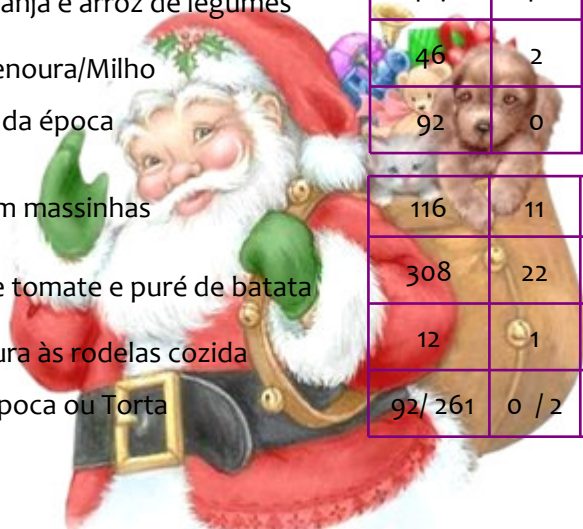 anja e arroz de legumes
enoura/Milho 46 2
da época 92 0
m massinhas 116 11
e tomate e puré de batata 308 22
ura às rodelas cozida 12 1
poca ou Torta 92/ 261 0 / 2